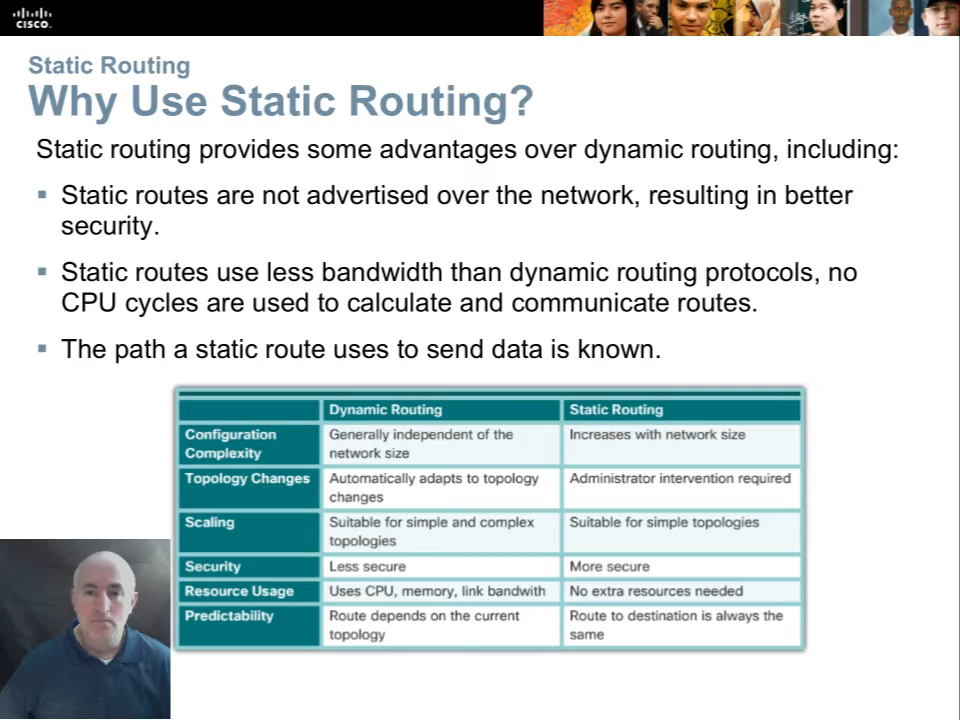 CISCO.
Static Routing
Why Use Static Routing?
Static routing provides some advantages over dynamic routing, including:
▪ Static routes are not advertised over the network, resulting in better
security.
▪ Static routes use less bandwidth than dynamic routing protocols, no
CPU cycles are used to calculate and communicate routes.
▪ The path a static route uses to send data is known.
Dynamic Routing Static Routing
Configuration Generally independent of the Increases with network size
Complexity network size
Topology Changes Automatically adapts to topology Administrator intervention required
changes
Scaling Suitable for simple and complex Suitable for simple topologies
topologies
Security Less secure More secure
Resource Usage Uses CPU, memory, link bandwith No extra resources needed
Predictability Route depends on the current Route to destination is always the
topology same